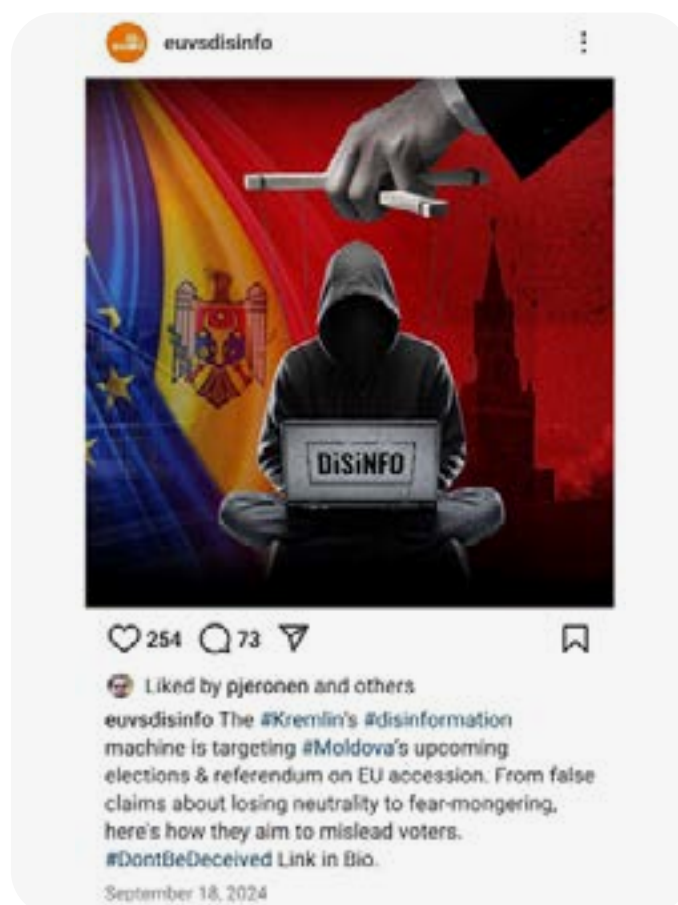 euvsdisinfo
DiSiNFO
254 73
Liked by pjeronen and others
euvsdisinfo The #Kremlin's #disinformation
machine is targeting #Moldova's upcoming
elections & referendum on EU accession. From false
claims about losing neutrality to fear-mongering,
here's how they aim to mislead voters.
#DontBeDeceived Link in Bio.
September 18, 2024